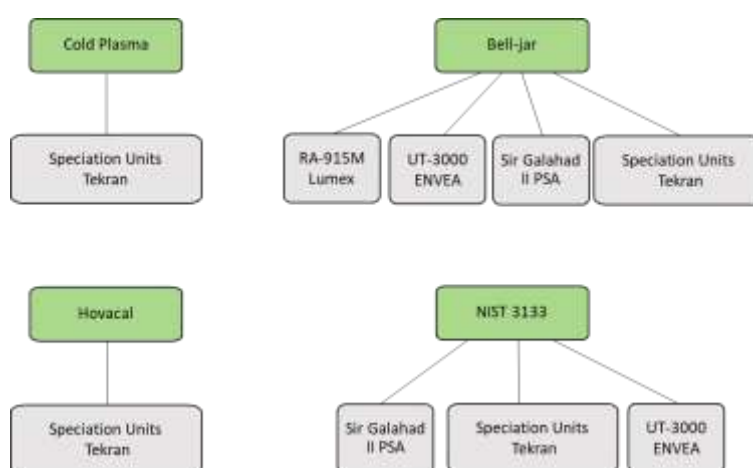 Cold Plasma
Bell-jar
Speciation Units
Tekran
RA-915M
Lumex
UT-3000
ENVEA
Sir Galahad
II PSA
Speciation Units
Tekran
Hovacal
NIST 3133
Speciation Units
Tekran
Sir Galahad
II PSA
Speciation Units
Tekran
UT-3000
ENVEA